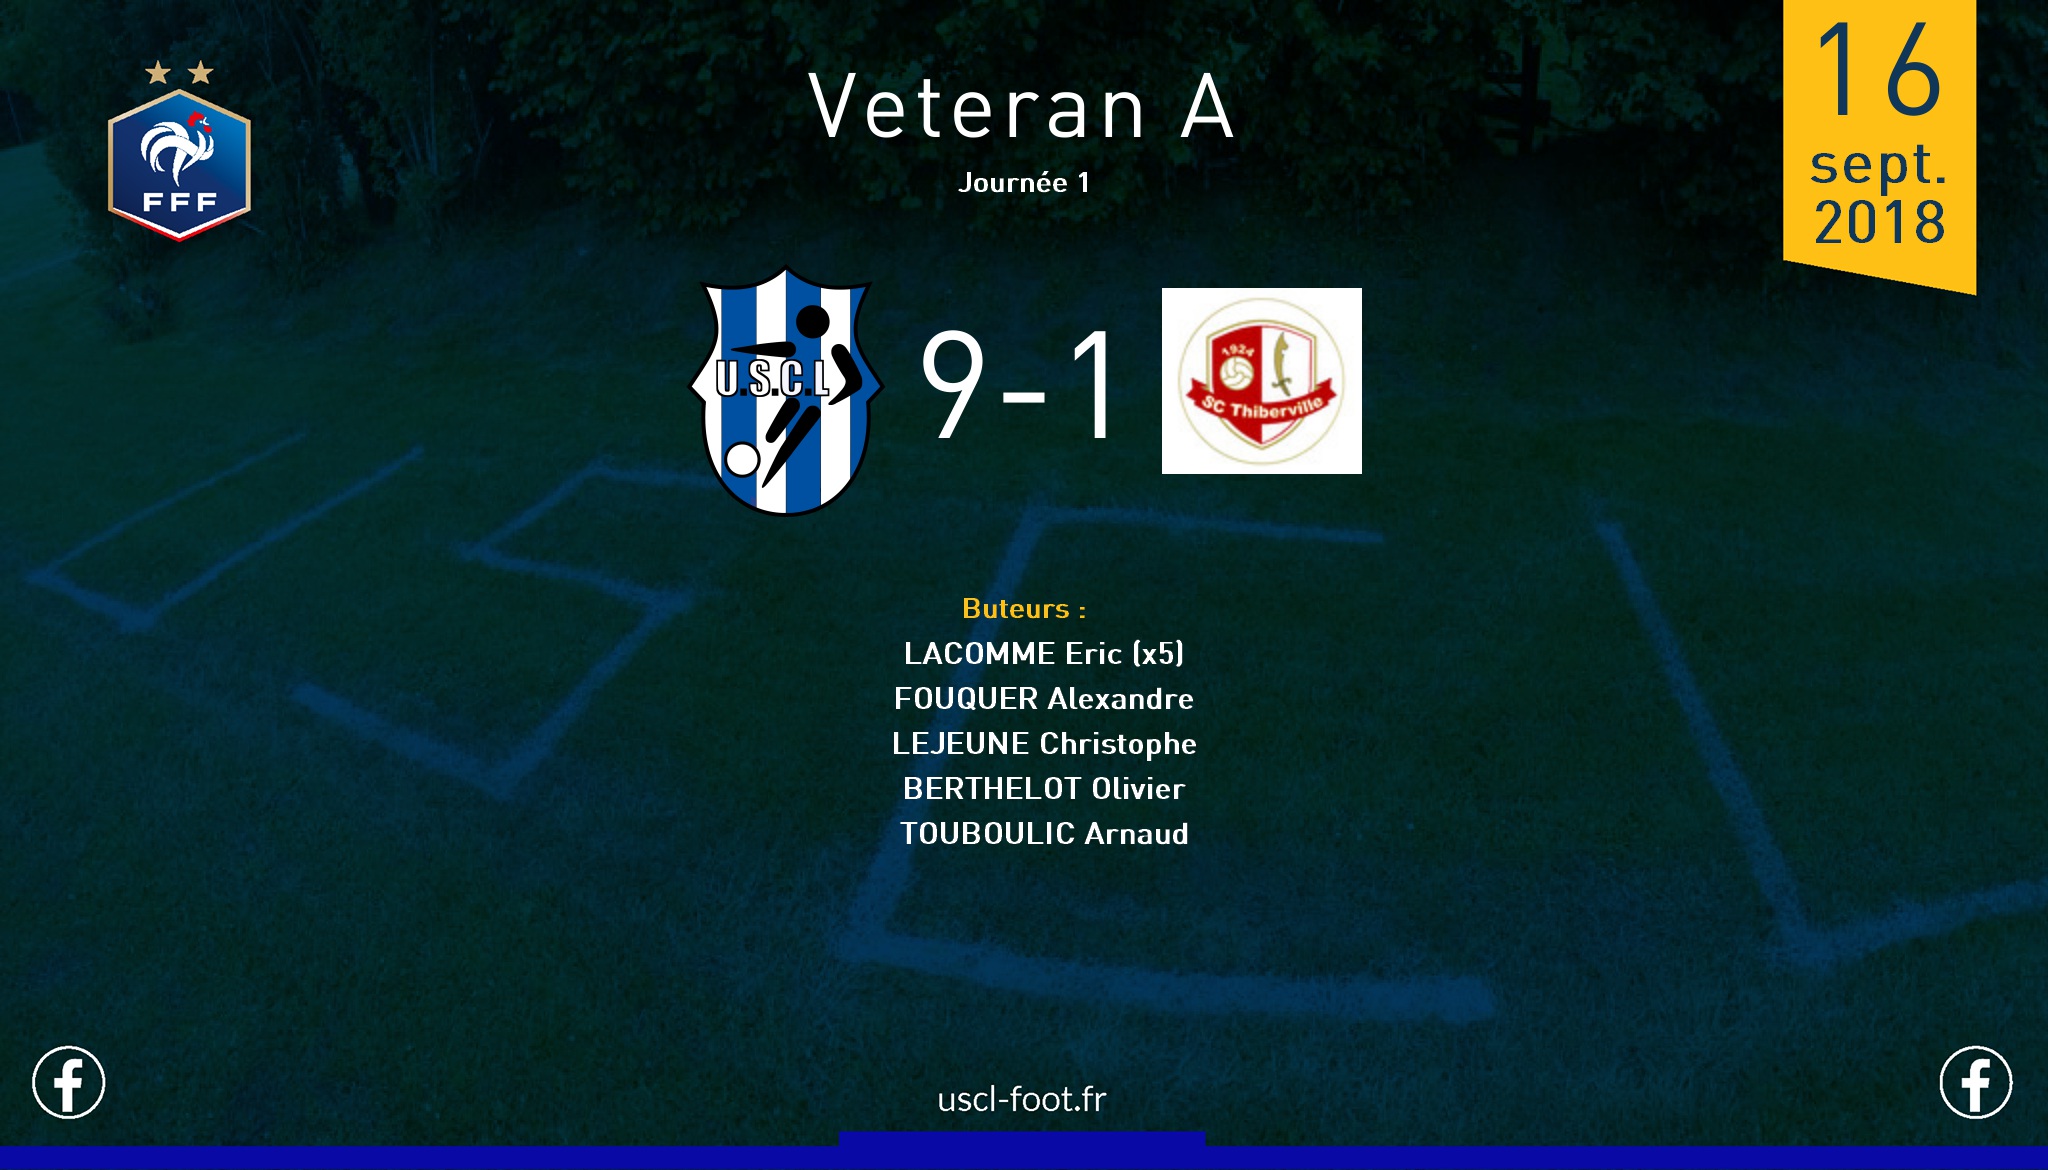 Veteran A
Journée 1
16
sept.
2018
FFF
U.S.C.L
9-1
1924
SC Thiberville
Buteurs :
LACOMME Eric (x5)
FOUQUER Alexandre
LEJEUNE Christophe
BERTHELOT Olivier
TOUBOULIC Arnaud
USCL
uscl-foot.fr